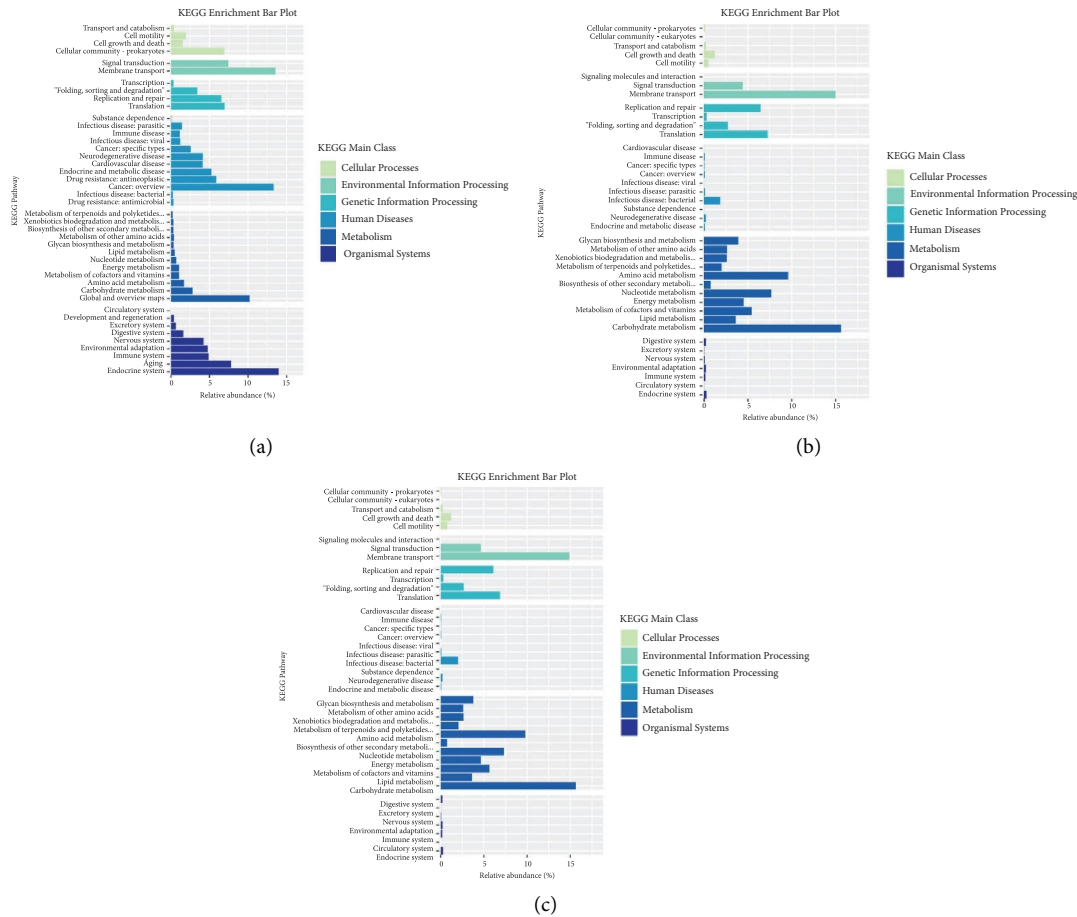 KEGG Enrichment Bar Plot
Transport and catabolism
Cell motility
Cell growth and death
Cellular community - prokaryotes
Signal transduction
Membrane transport
Transcription
"Folding, sorting and degradation"
Replication and repair
Translation
Substance dependence
Infectious disease: parasitic
Immune disease
Infectious disease: viral
Cancer: specific types
Neurodegenerative disease
Cardiovascular disease
Endocrine and metabolic disease
Drug resistance: antineoplastic
Cancer: overview
Infectious disease: bacterial
Drug resistance: antimicrobial
Metabolism of terpenoids and polyketides...
Xenobiotics biodegradation and metabolis...
Biosynthesis of other secondary metaboli...
Metabolism of other amino acids
Glycan biosynthesis and metabolism
Lipid metabolism
Nucleotide metabolism
Energy metabolism
Metabolism of cofactors and vitamins
Amino acid metabolism
Carbohydrate metabolism
Global and overview maps
Circulatory system
Development and regeneration
Excretory system
Digestive system
Nervous system
Environmental adaptation
Immune system
Aging
Endocrine system
KEGG Pathway
0 5 10 15
Relative abundance (%)
KEGG Main Class
Cellular Processes
Environmental Information Processing
Genetic Information Processing
Human Diseases
Metabolism
Organismal Systems
(a)
KEGG Enrichment Bar Plot
Cellular community - prokaryotes
Cellular community - eukaryotes
Transport and catabolism
Cell growth and death
Cell motility
Signaling molecules and interaction
Signal transduction
Membrane transport
Replication and repair
Transcription
"Folding, sorting and degradation"
Translation
Cardiovascular disease
Immune disease
Cancer: specific types
Cancer: overview
Infectious disease: viral
Infectious disease: parasitic
Infectious disease: bacterial
Substance dependence
Neurodegenerative disease
Endocrine and metabolic disease
Glycan biosynthesis and metabolism
Metabolism of other amino acids
Xenobiotics biodegradation and metabolis...
Metabolism of terpenoids and polyketides...
Amino acid metabolism
Biosynthesis of other secondary metaboli...
Nucleotide metabolism
Energy metabolism
Metabolism of cofactors and vitamins
Lipid metabolism
Carbohydrate metabolism
Digestive system
Excretory system
Nervous system
Environmental adaptation
Immune system
Circulatory system
Endocrine system
KEGG Pathway
0 5 10 15
Relative abundance (%)
KEGG Main Class
Cellular Processes
Environmental Information Processing
Genetic Information Processing
Human Diseases
Metabolism
Organismal Systems
(b)
KEGG Enrichment Bar Plot
Cellular community - prokaryotes
Cellular community - eukaryotes
Transport and catabolism
Cell growth and death
Cell motility
Signaling molecules and interaction
Signal transduction
Membrane transport
Replication and repair
Transcription
"Folding, sorting and degradation"
Translation
Cardiovascular disease
Immune disease
Cancer: specific types
Cancer: overview
Infectious disease: viral
Infectious disease: parasitic
Infectious disease: bacterial
Substance dependence
Neurodegenerative disease
Endocrine and metabolic disease
Glycan biosynthesis and metabolism
Metabolism of other amino acids
Xenobiotics biodegradation and metabolis...
Metabolism of terpenoids and polyketides...
Amino acid metabolism
Biosynthesis of other secondary metaboli...
Nucleotide metabolism
Energy metabolism
Metabolism of cofactors and vitamins
Lipid metabolism
Carbohydrate metabolism
Digestive system
Excretory system
Nervous system
Environmental adaptation
Immune system
Circulatory system
Endocrine system
KEGG Pathway
0 5 10 15
Relative abundance (%)
KEGG Main Class
Cellular Processes
Environmental Information Processing
Genetic Information Processing
Human Diseases
Metabolism
Organismal Systems
(c)